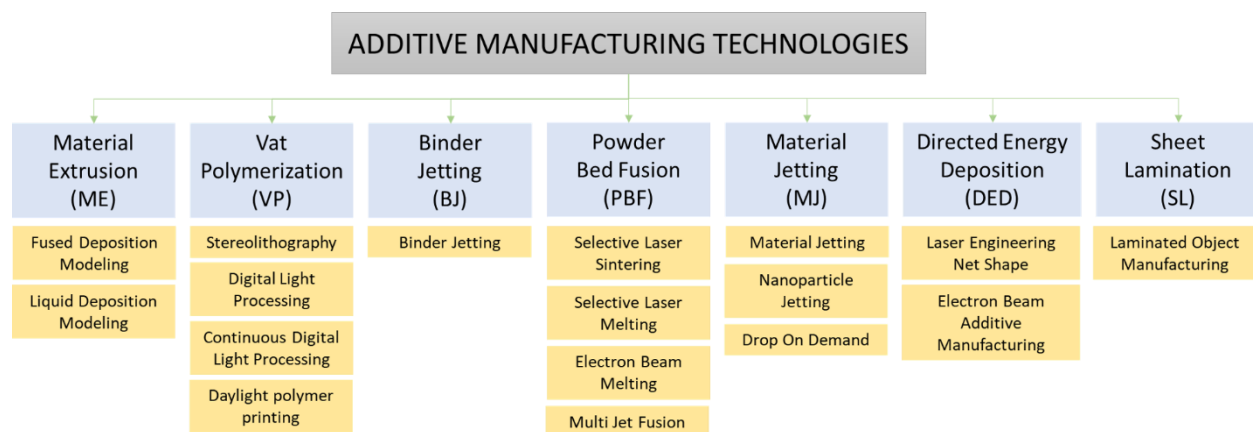 ADDITIVE MANUFACTURING TECHNOLOGIES
Material
Extrusion
(ME)
Fused Deposition
Modeling
Liquid Deposition
Modeling
Vat
Polymerization
(VP)
Stereolithography
Digital Light
Processing
Continuous Digital
Light Processing
Daylight polymer
printing
Binder
Jetting
(BJ)
Binder Jetting
Powder
Bed Fusion
(PBF)
Selective Laser
Sintering
Selective Laser
Melting
Electron Beam
Melting
Multi Jet Fusion
Material
Jetting
(MJ)
Material Jetting
Nanoparticle
Jetting
Drop On Demand
Directed Energy
Deposition
(DED)
Laser Engineering
Net Shape
Electron Beam
Additive
Manufacturing
Sheet
Lamination
(SL)
Laminated Object
Manufacturing